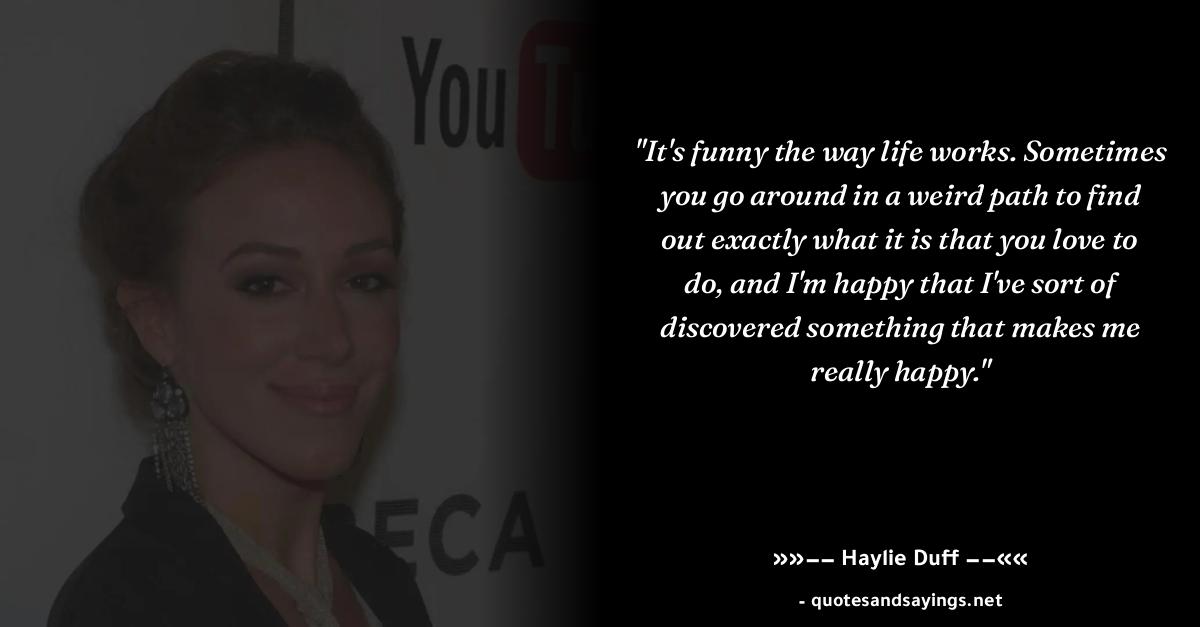 YouTu
ECA
"It's funny the way life works. Sometimes
you go around in a weird path to find
out exactly what it is that you love to
do, and I'm happy that I've sort of
discovered something that makes me
really happy."
»»–– Haylie Duff ––««
- quotesandsayings.net